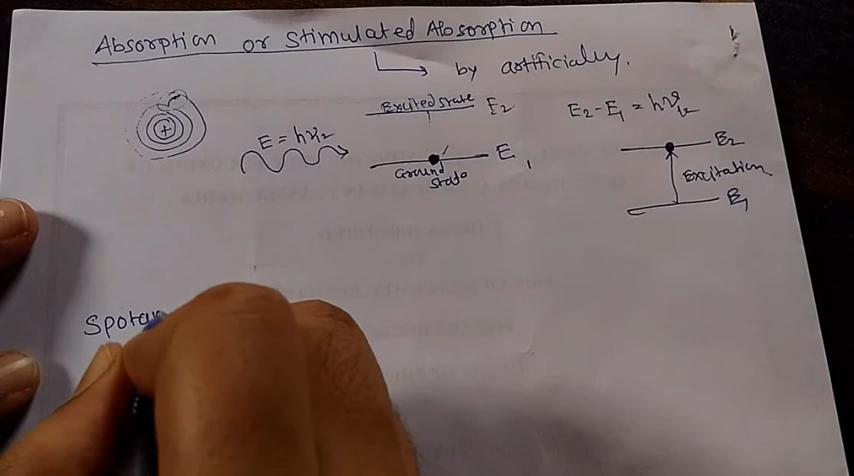 Absorption or Stimulated Absorption
by artificialy.
Excited state E2
E2-E1 = hν12
E = hν12
E1
Ground
State
+
E2
Excitation
E1
Spotan